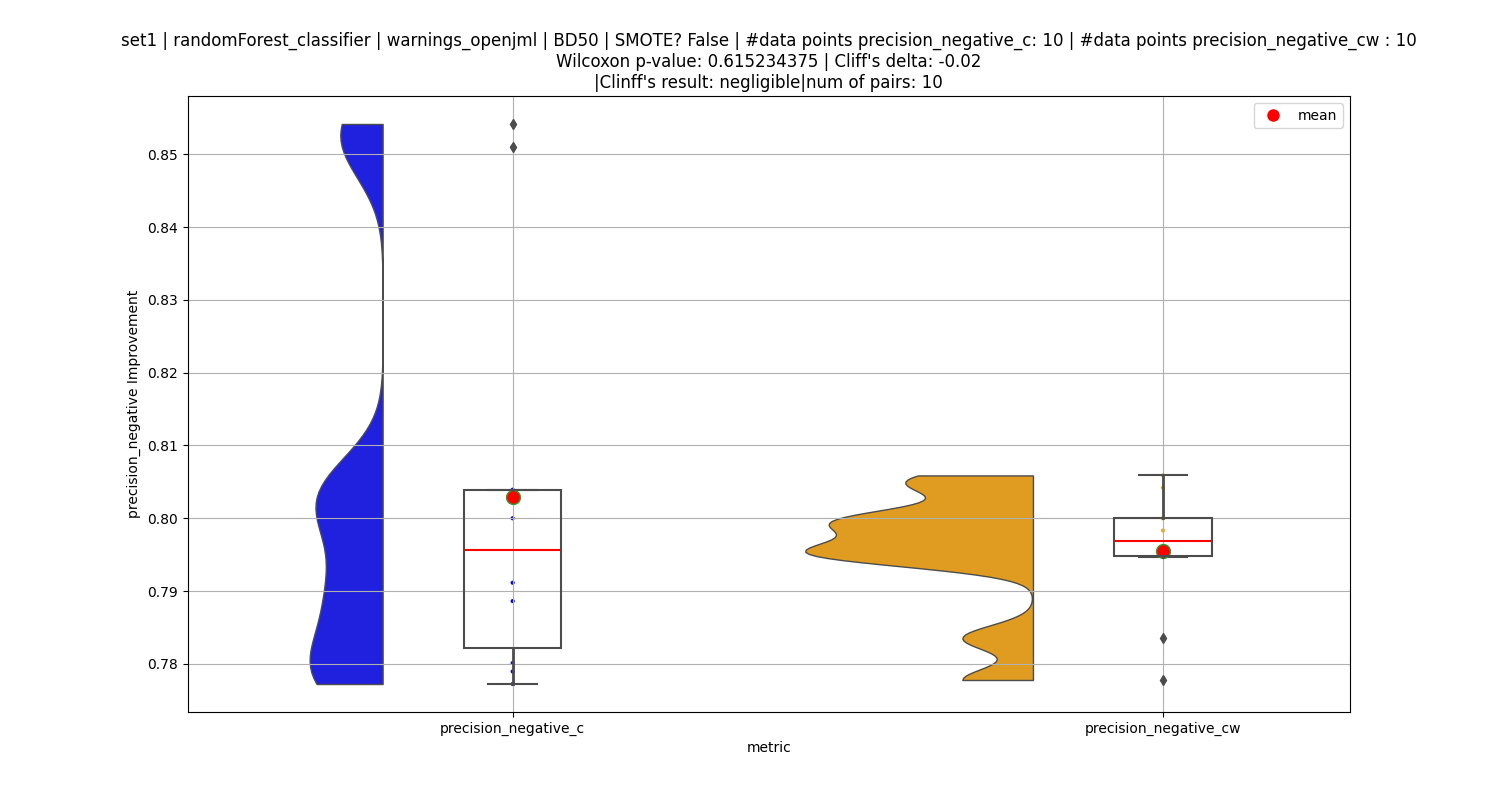 set1 | randomForest_classifier | warnings_openjml | BD50 | SMOTE? False | #data points precision_negative_c: 10 | #data points precision_negative_cw : 10
Wilcoxon p-value: 0.615234375 | Cliff's delta: -0.02
|Clinff's result: negligible|num of pairs: 10
mean
precision_negative Improvement
0.85
0.84
0.83
0.82
0.81
0.80
0.79
0.78
precision_negative_c
precision_negative_cw
metric